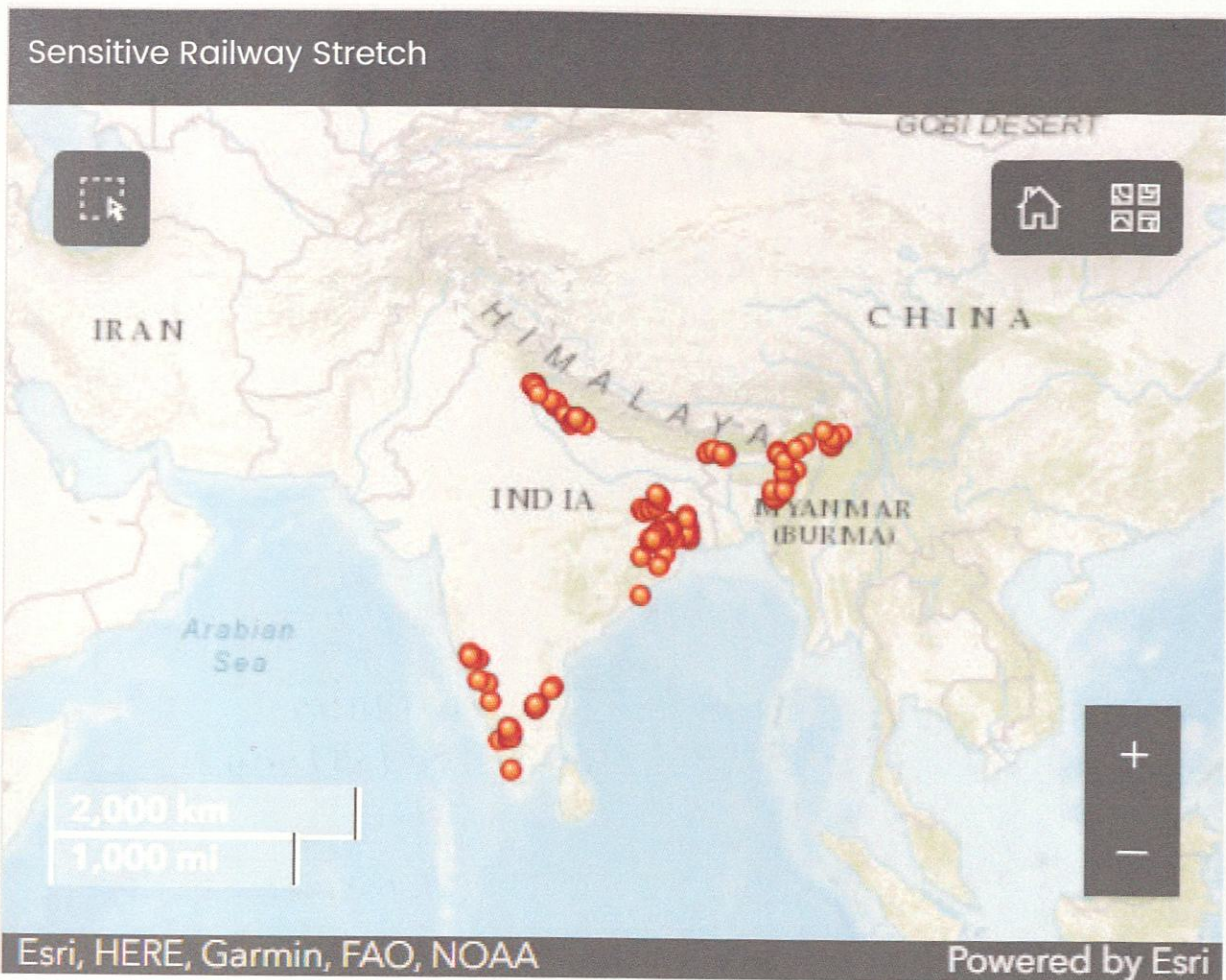 Sensitive Railway Stretch
GOBI DESERT
IRAN
CHINA
HIMALAYA
INDIA
MYANMAR
(BURMA)
Arabian
Sea
2,000 km
1,000 mi
+
−
Esri, HERE, Garmin, FAO, NOAA
Powered by Esri